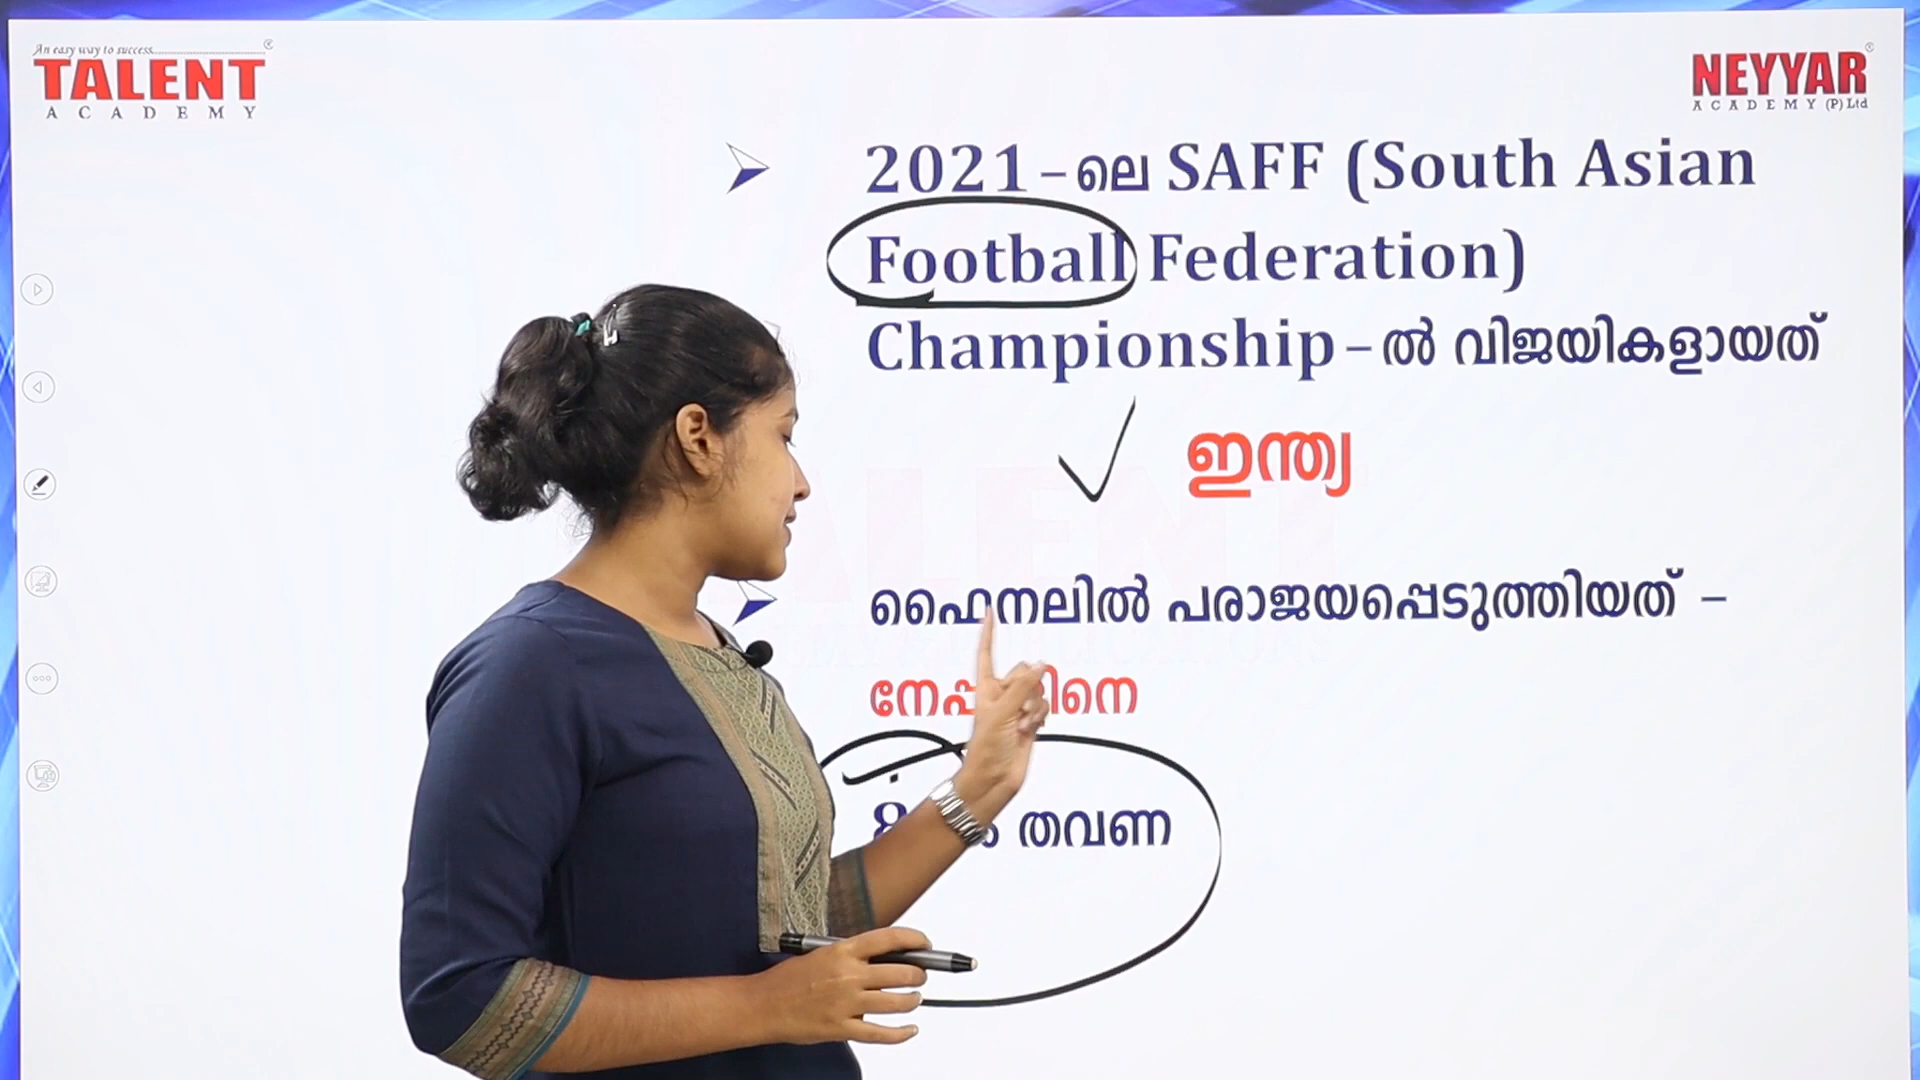 An easy way to success
TALENT
ACADEMY
NEYYAR
ACADEMY (P) Ltd
2021-ലെ SAFF (South Asian
Football Federation)
Championship-ൽ വിജയികളായത്
ഇന്ത്യ
ഫൈനലിൽ പരാജയപ്പെടുത്തിയത് -
തവണ